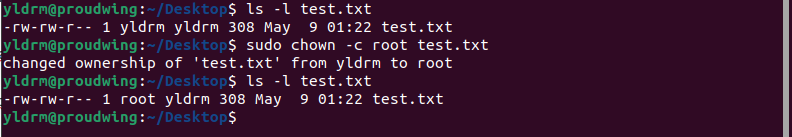 yldrm@proudwing:~/Desktop$ ls -l test.txt
-rw-rw-r-- 1 yldrm yldrm 308 May  9 01:22 test.txt
yldrm@proudwing:~/Desktop$ sudo chown -c root test.txt
changed ownership of 'test.txt' from yldrm to root
yldrm@proudwing:~/Desktop$ ls -l test.txt
-rw-rw-r-- 1 root yldrm 308 May  9 01:22 test.txt
yldrm@proudwing:~/Desktop$